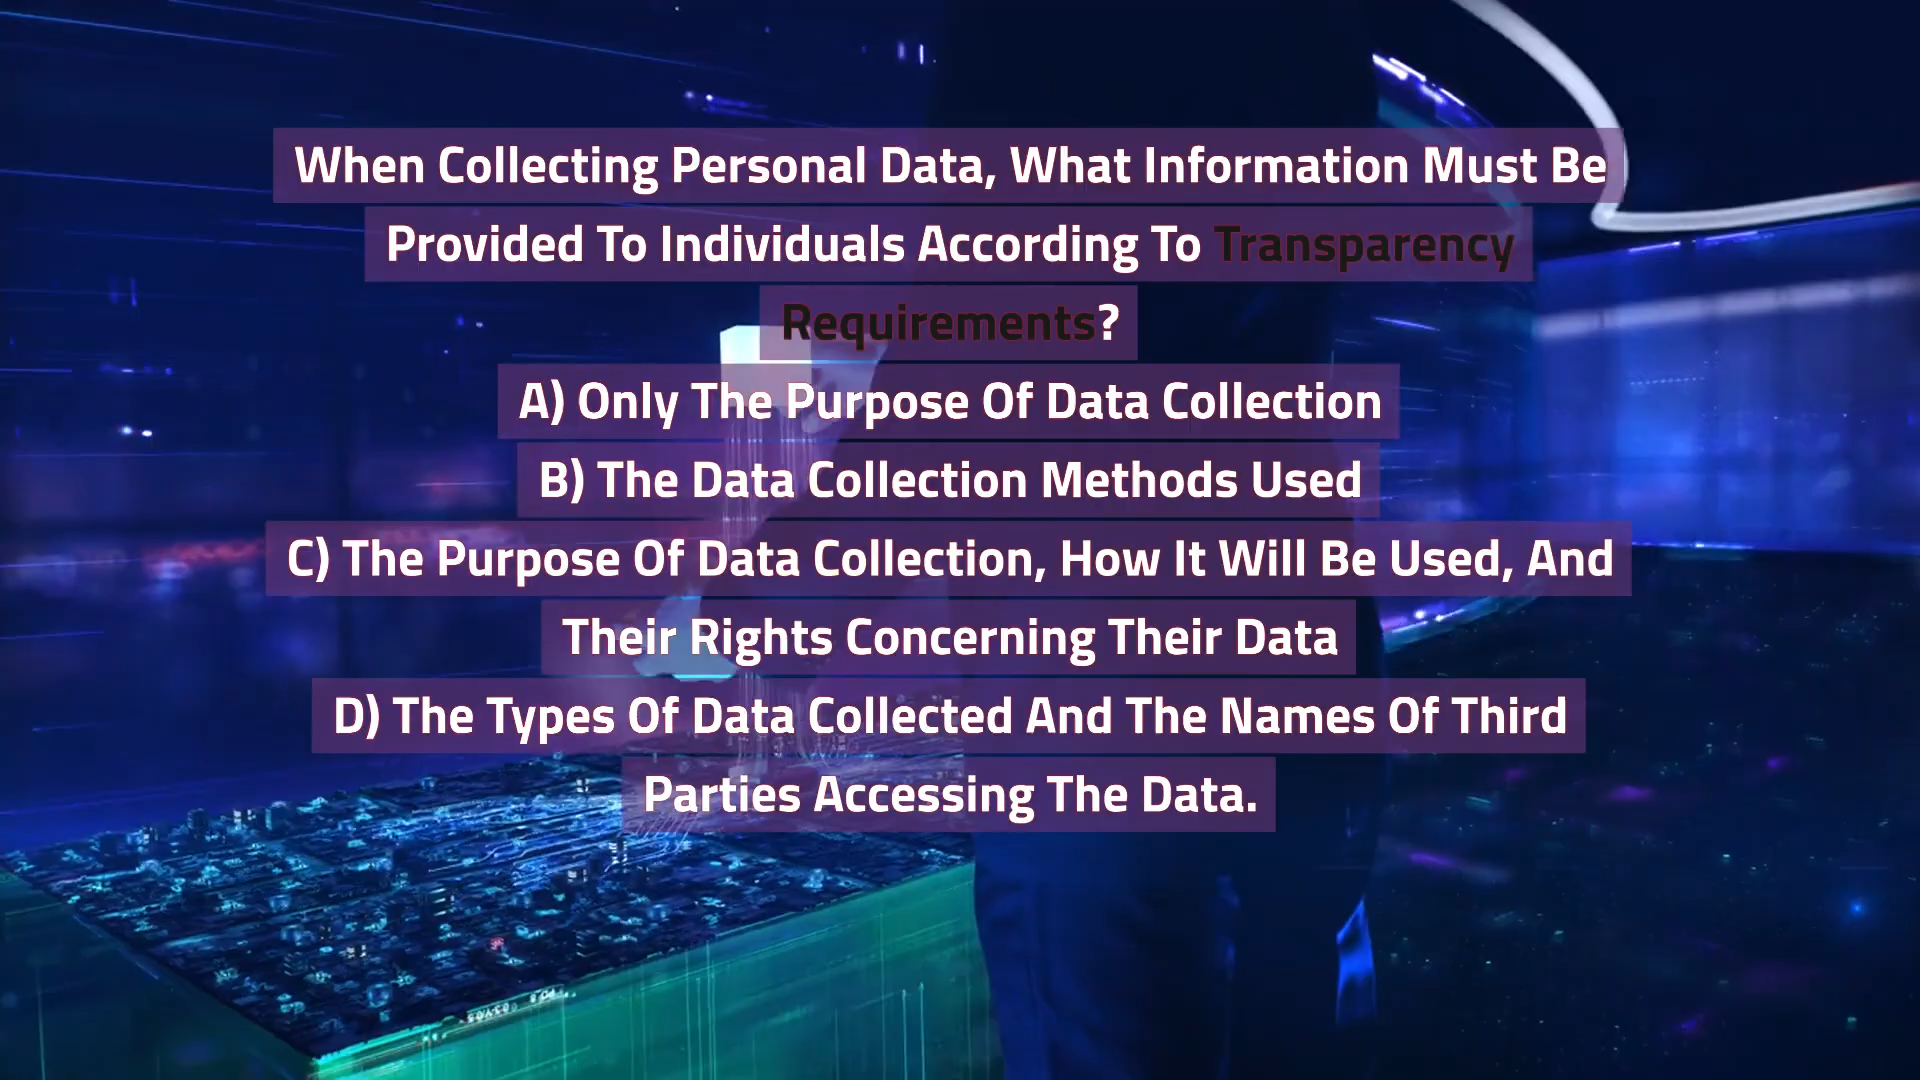 When Collecting Personal Data, What Information Must Be
Provided To Individuals According To Transparency
Requirements?
A) Only The Purpose Of Data Collection
B) The Data Collection Methods Used
C) The Purpose Of Data Collection, How It Will Be Used, And
Their Rights Concerning Their Data
D) The Types Of Data Collected And The Names Of Third
Parties Accessing The Data.